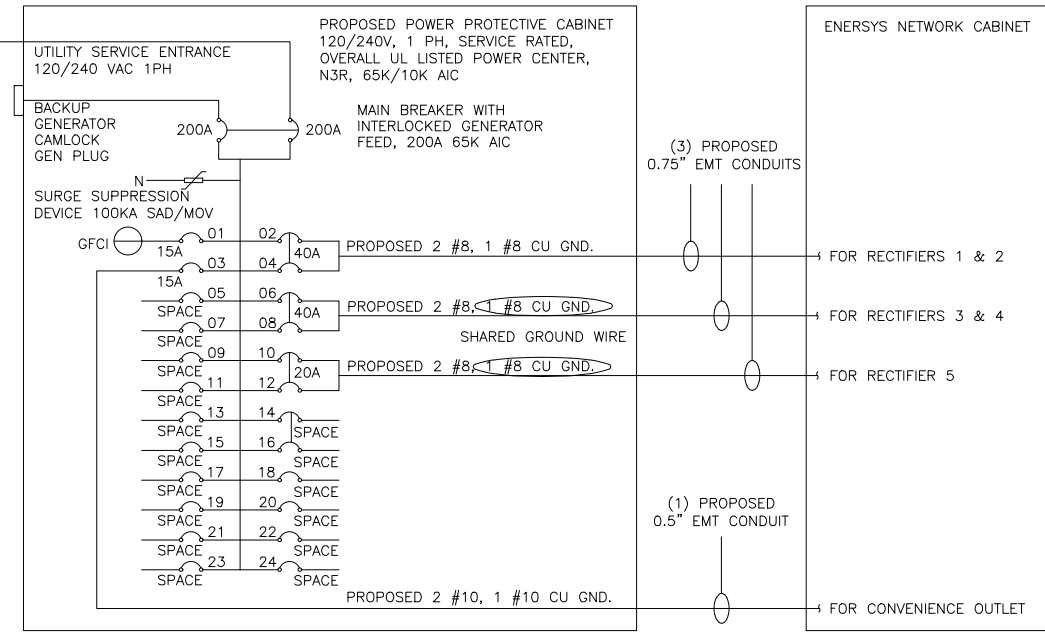 PROPOSED POWER PROTECTIVE CABINET
120/240V, 1 PH, SERVICE RATED,
OVERALL UL LISTED POWER CENTER,
N3R, 65K/10K AIC
ENERSYS NETWORK CABINET
UTILITY SERVICE ENTRANCE
120/240 VAC 1PH
BACKUP
GENERATOR
CAMLOCK
GEN PLUG
200A
200A
MAIN BREAKER WITH
INTERLOCKED GENERATOR
FEED, 200A 65K AIC
N
SURGE SUPPRESSION
DEVICE 100KA SAD/MOV
(3) PROPOSED
0.75" EMT CONDUITS
GFCI
15A
01
02
40A
PROPOSED 2 #8, 1 #8 CU GND.
FOR RECTIFIERS 1 & 2
15A
03
04
SPACE
05
06
40A
PROPOSED 2 #8, 1 #8 CU GND.
FOR RECTIFIERS 3 & 4
SPACE
07
08
SHARED GROUND WIRE
SPACE
09
10
20A
PROPOSED 2 #8, 1 #8 CU GND.
FOR RECTIFIER 5
SPACE
11
12
SPACE
13
14
SPACE
SPACE
15
16
SPACE
SPACE
17
18
SPACE
SPACE
19
20
SPACE
SPACE
21
22
SPACE
SPACE
23
24
SPACE
(1) PROPOSED
0.5" EMT CONDUIT
PROPOSED 2 #10, 1 #10 CU GND.
FOR CONVENIENCE OUTLET